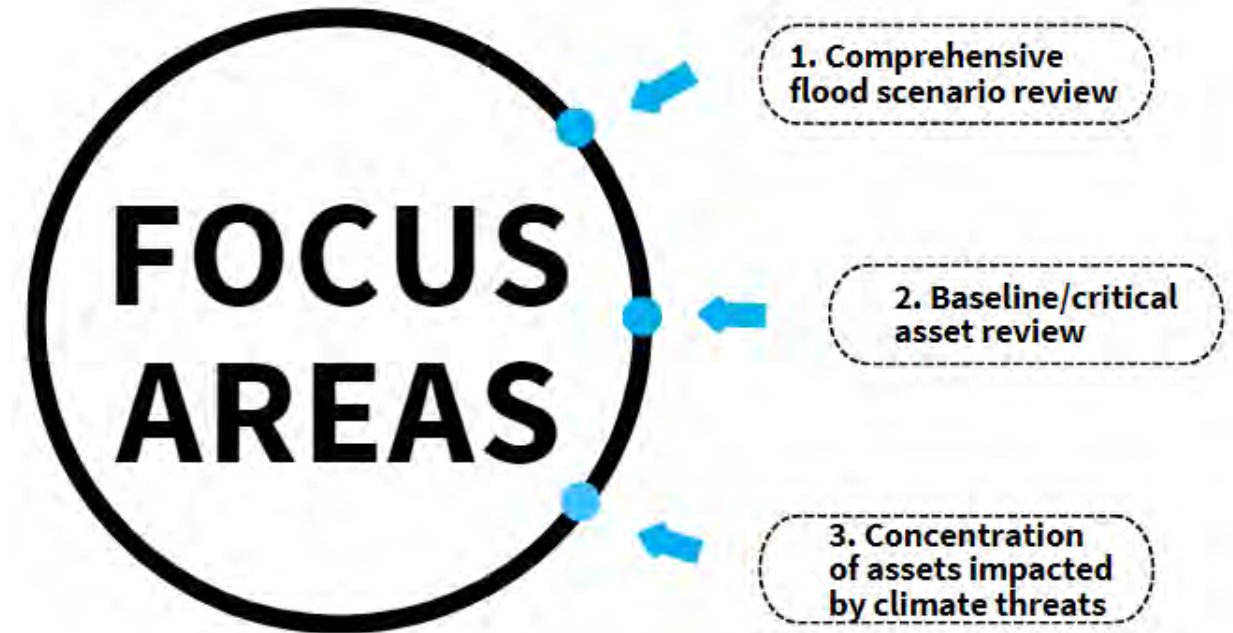 FOCUS
AREAS
1. Comprehensive
flood scenario review
2. Baseline/critical
asset review
3. Concentration
of assets impacted
by climate threats